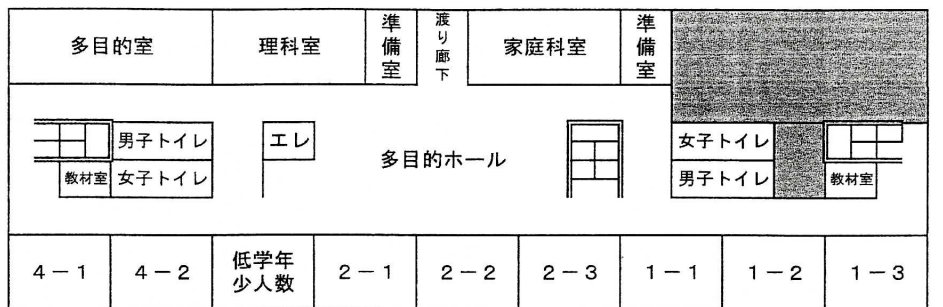 多目的室
理科室
準備室
渡り廊下
家庭科室
準備室
男子トイレ
エレ
多目的ホール
女子トイレ
教材室
女子トイレ
男子トイレ
教材室
4－1
4－2
低学年
少人数
2－1
2－2
2－3
1－1
1－2
1－3